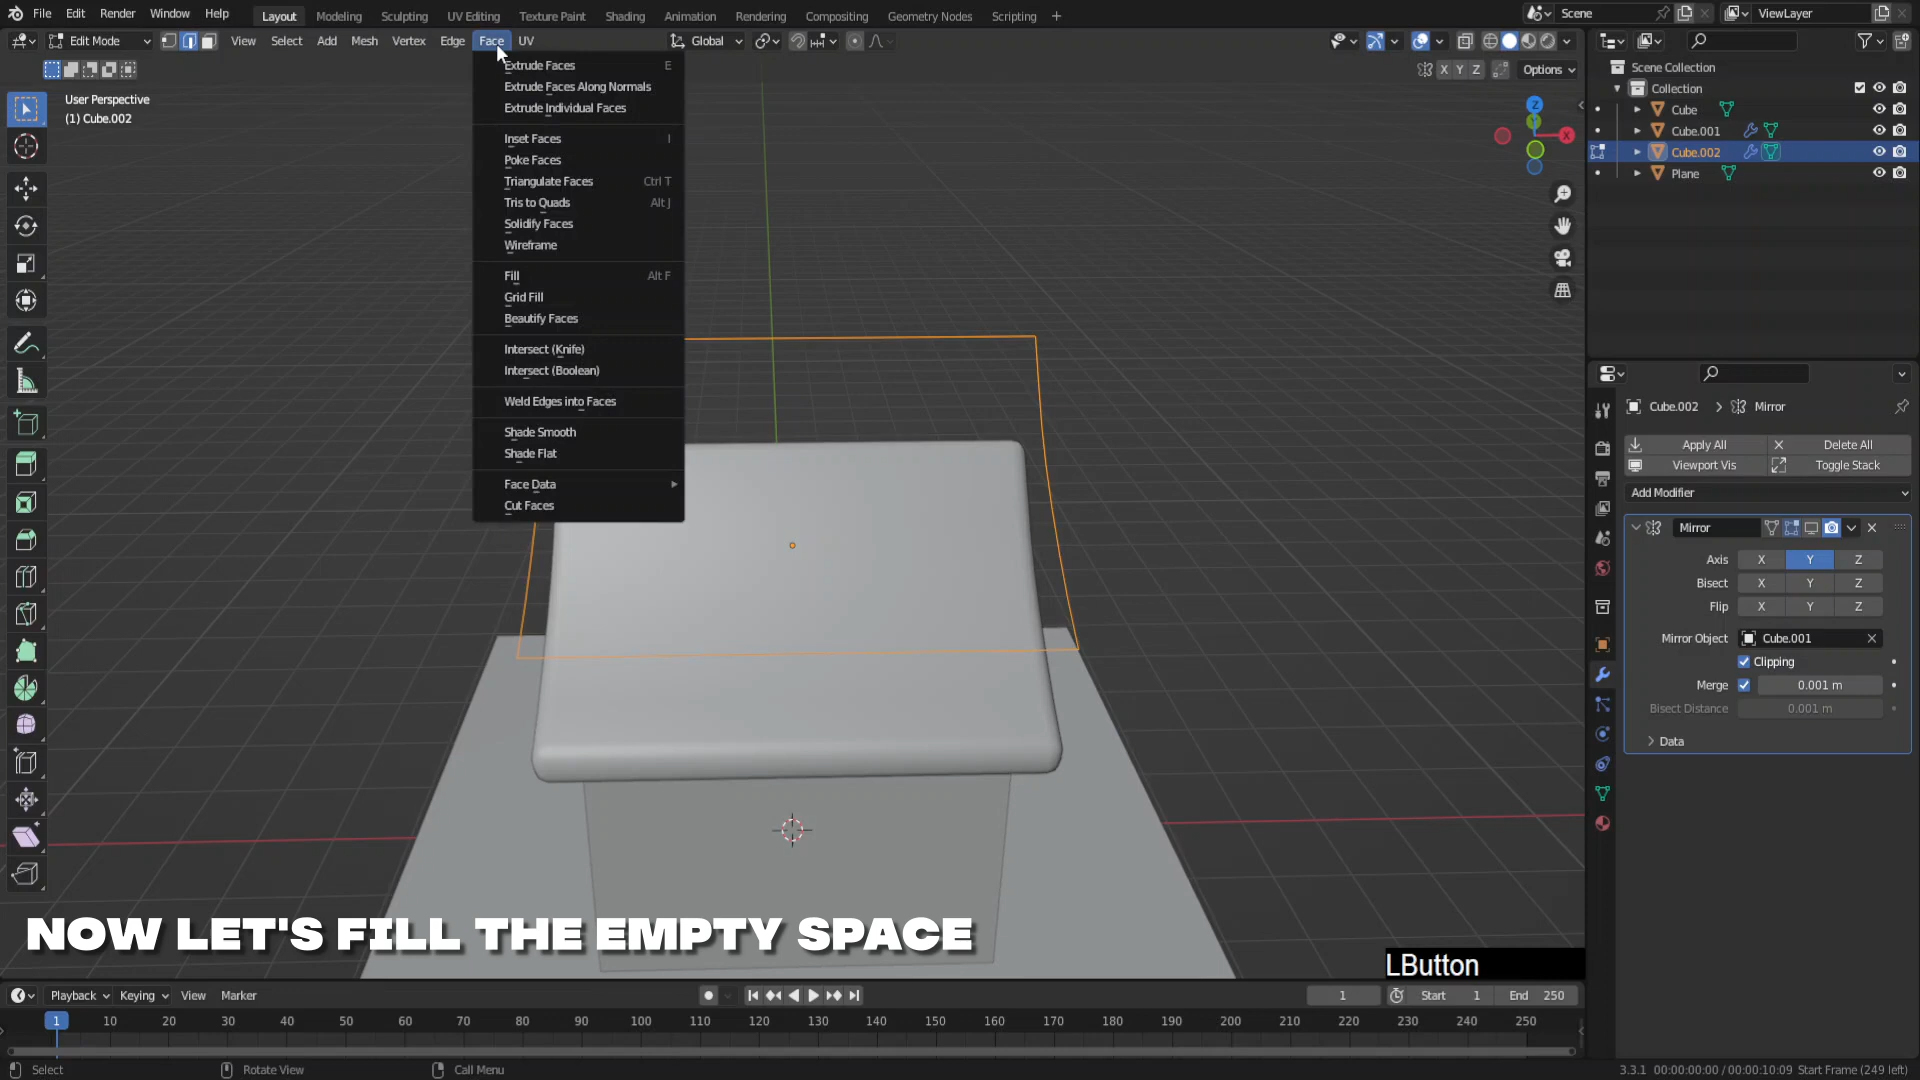 File Edit Render Window Help Layout Modeling Sculpting UV Editing Texture Paint Shading Animation Rendering Compositing Geometry Nodes Scripting + Scene ViewLayer
Edit Mode View Select Add Mesh Vertex Edge Face UV Global
X Y Z Options
User Perspective
(1) Cube.002
Extrude Faces E
Extrude Faces Along Normals
Extrude Individual Faces
Inset Faces I
Poke Faces
Triangulate Faces Ctrl T
Tris to Quads Alt J
Solidify Faces
Wireframe
Fill Alt F
Grid Fill
Beautify Faces
Intersect (Knife)
Intersect (Boolean)
Weld Edges into Faces
Shade Smooth
Shade Flat
Face Data
Cut Faces
Z
Y
X
Scene Collection
Collection
Cube
Cube.001
Cube.002
Plane
Cube.002 > Mirror
Apply All Delete All
Viewport Vis Toggle Stack
Add Modifier
Mirror
Axis X Y Z
Bisect X Y Z
Flip X Y Z
Mirror Object Cube.001
Clipping
Merge 0.001 m
Bisect Distance 0.001 m
Data
NOW LET'S FILL THE EMPTY SPACE
LButton
Playback Keying View Marker 1 Start 1 End 250
1 10 20 30 40 50 60 70 80 90 100 110 120 130 140 150 160 170 180 190 200 210 220 230 240 250
Select Rotate View Call Menu 3.3.1 00:00:00:00 / 00:00:10:09 Start Frame (249 left)